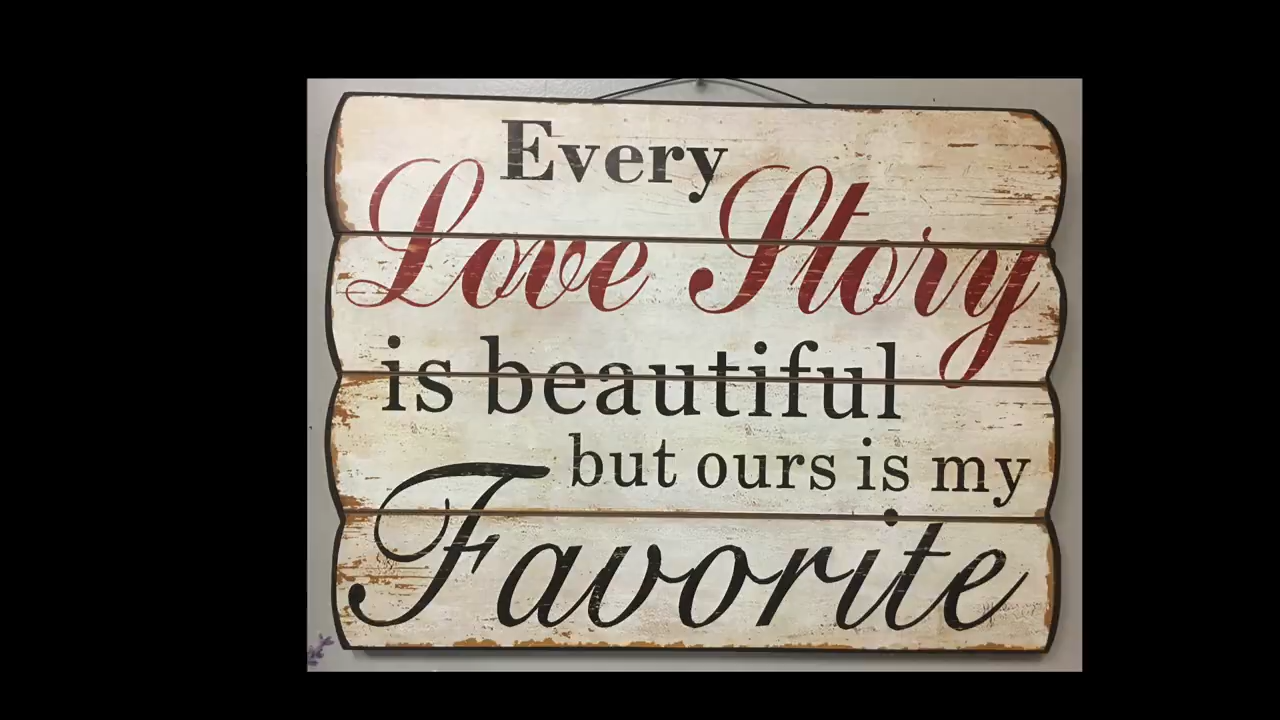 Every
Love Story
is beautiful
but ours is my
Favorite